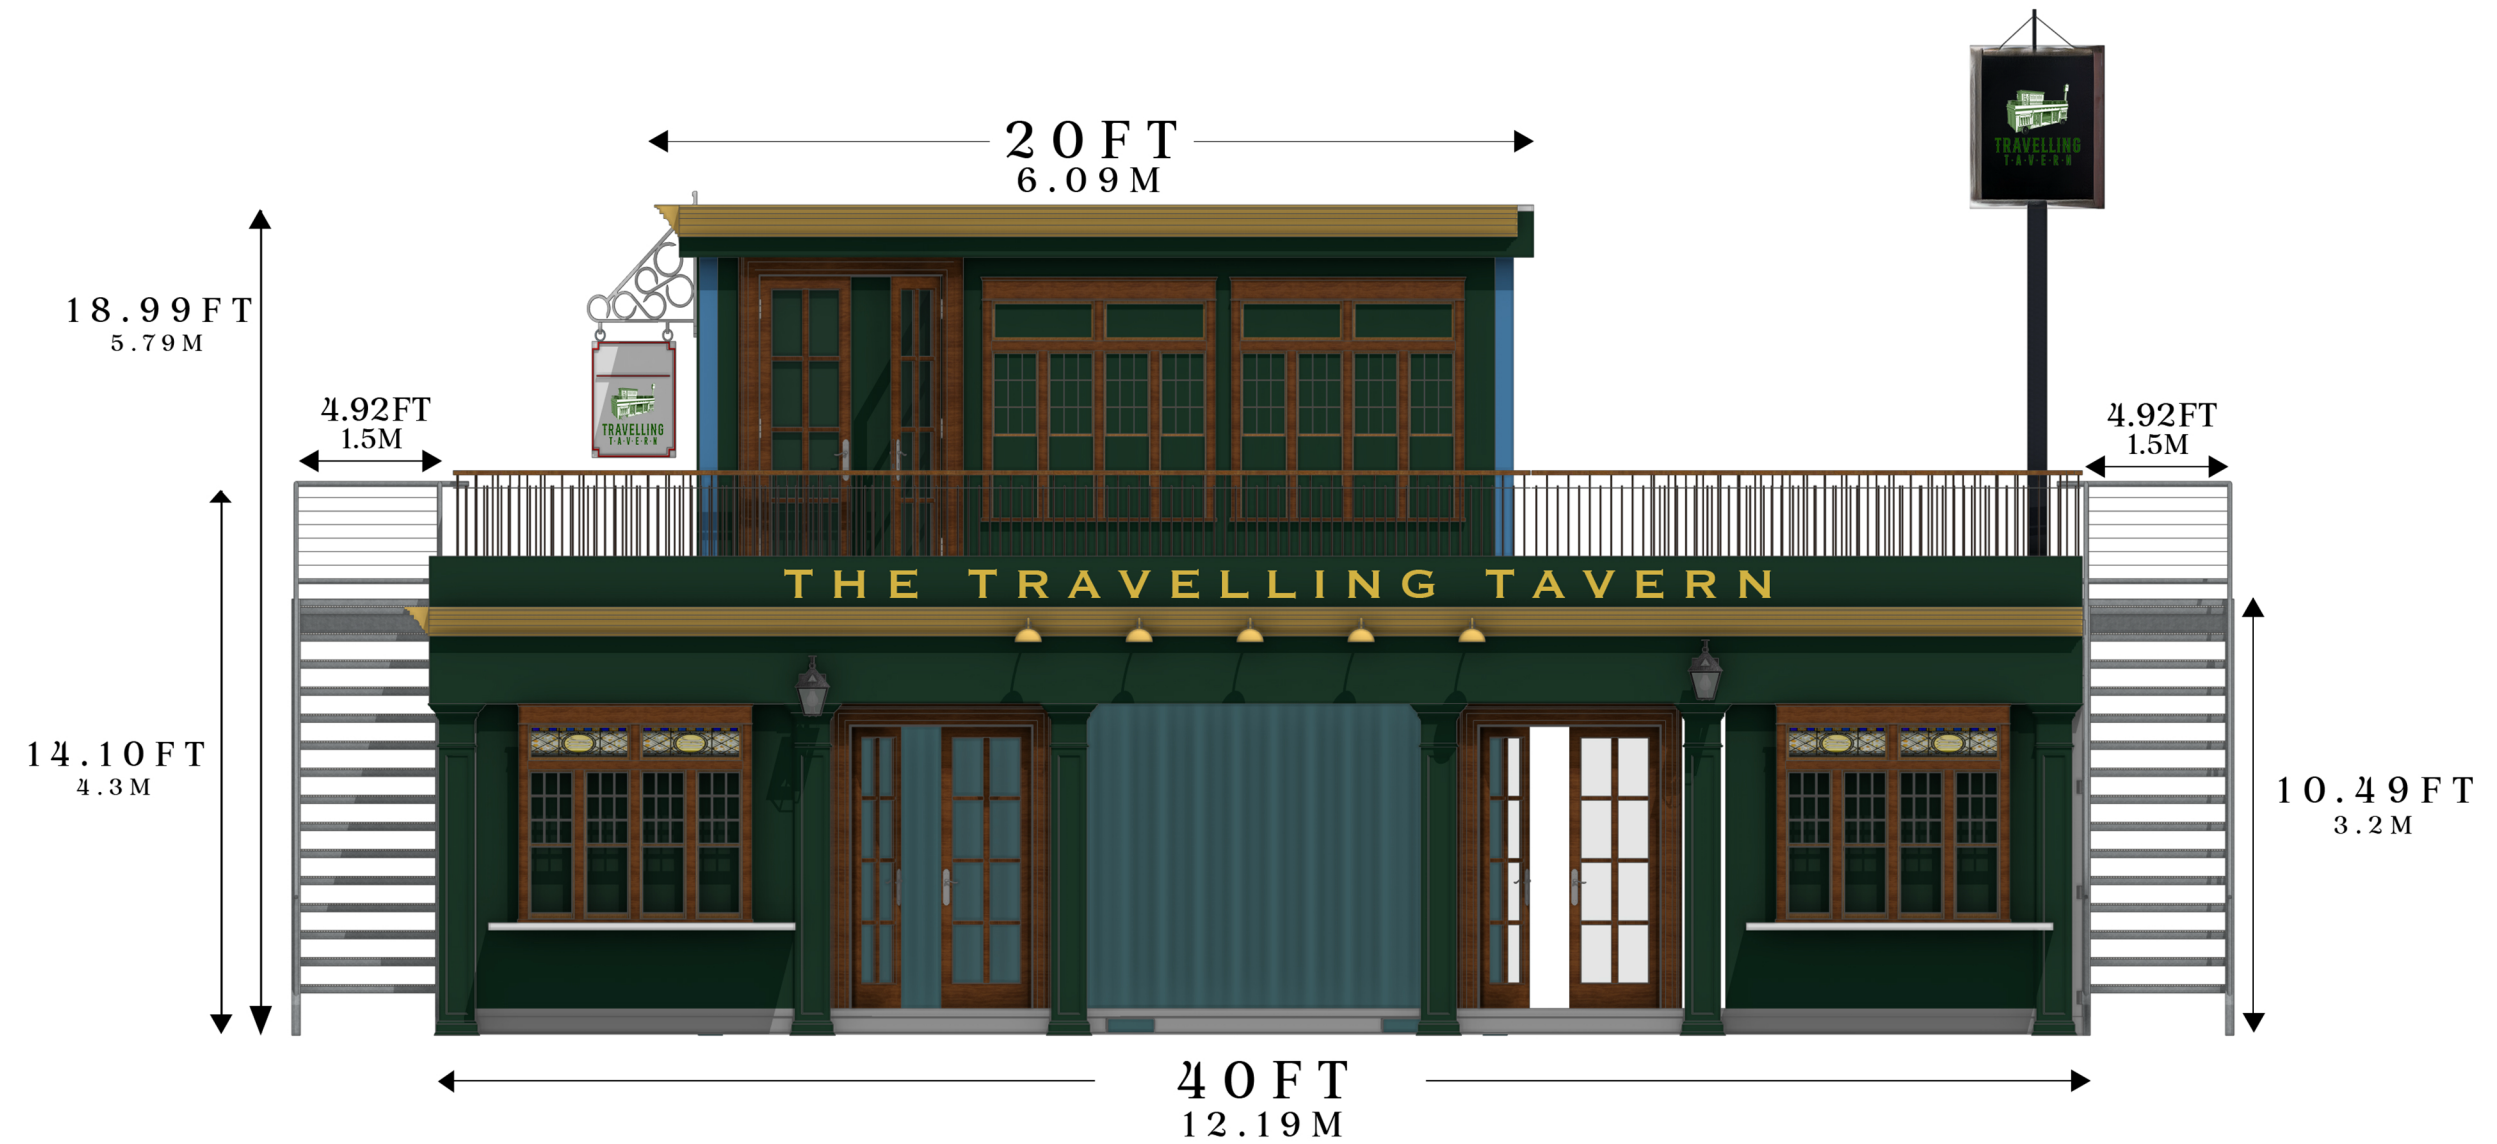 20FT
6.09M
TRAVELLING
T·A·V·E·R·N
18.99FT
5.79M
4.92FT
1.5M
4.92FT
1.5M
TRAVELLING
T·A·V·E·R·N
THE TRAVELLING TAVERN
14.10FT
4.3M
10.49FT
3.2M
40FT
12.19M